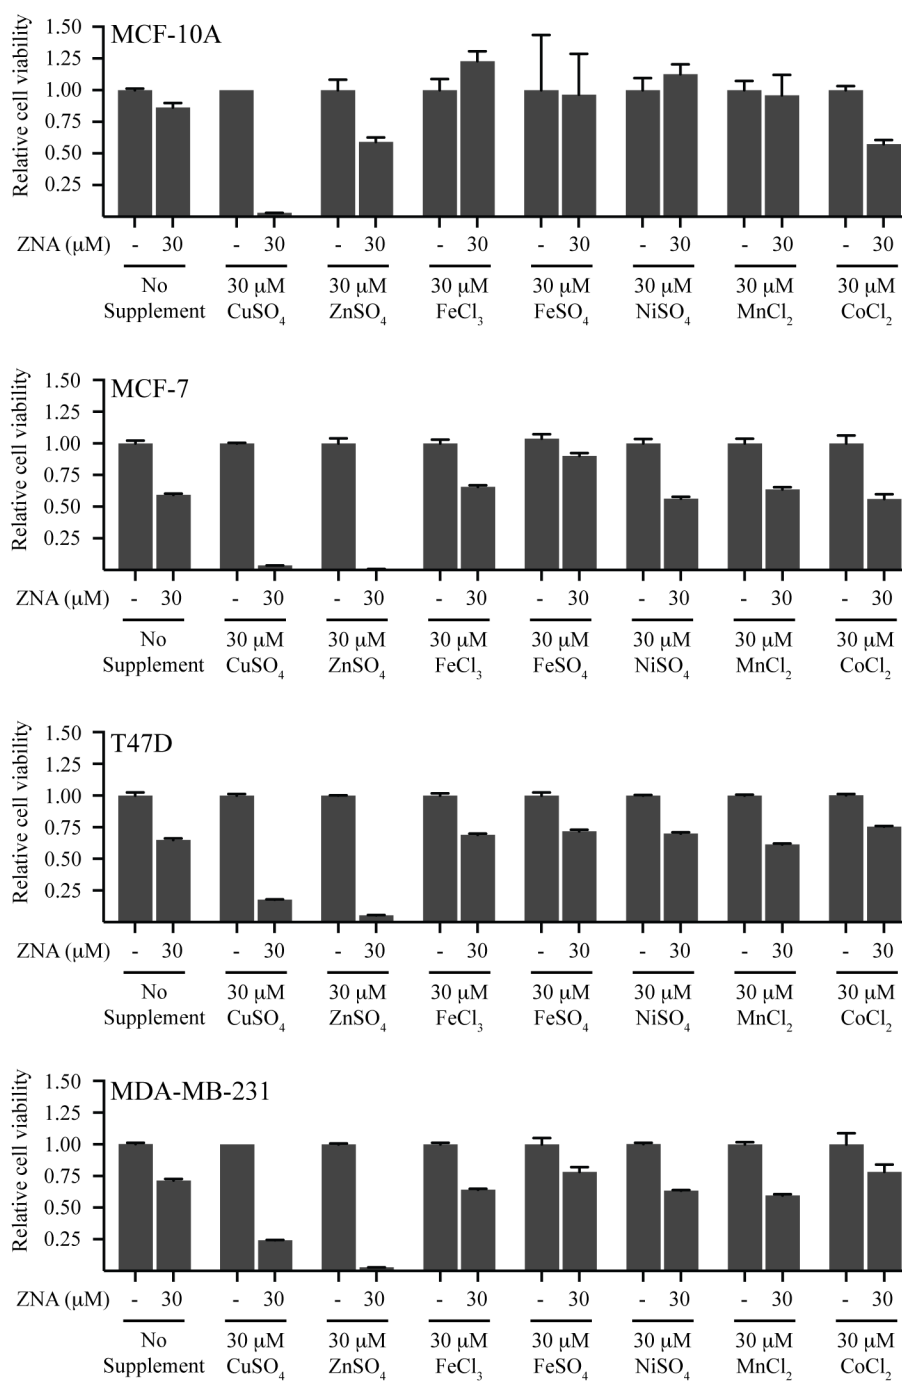 MCF-10A
Relative cell viability
1.50
1.25
1.00
0.75
0.50
0.25
ZNA (μM) - 30 - 30 - 30 - 30 - 30 - 30 - 30 - 30
No 30 μM 30 μM 30 μM 30 μM 30 μM 30 μM 30 μM
Supplement CuSO4 ZnSO4 FeCl3 FeSO4 NiSO4 MnCl2 CoCl2
MCF-7
Relative cell viability
1.50
1.25
1.00
0.75
0.50
0.25
ZNA (μM) - 30 - 30 - 30 - 30 - 30 - 30 - 30 - 30
No 30 μM 30 μM 30 μM 30 μM 30 μM 30 μM 30 μM
Supplement CuSO4 ZnSO4 FeCl3 FeSO4 NiSO4 MnCl2 CoCl2
T47D
Relative cell viability
1.50
1.25
1.00
0.75
0.50
0.25
ZNA (μM) - 30 - 30 - 30 - 30 - 30 - 30 - 30 - 30
No 30 μM 30 μM 30 μM 30 μM 30 μM 30 μM 30 μM
Supplement CuSO4 ZnSO4 FeCl3 FeSO4 NiSO4 MnCl2 CoCl2
MDA-MB-231
Relative cell viability
1.50
1.25
1.00
0.75
0.50
0.25
ZNA (μM) - 30 - 30 - 30 - 30 - 30 - 30 - 30 - 30
No 30 μM 30 μM 30 μM 30 μM 30 μM 30 μM 30 μM
Supplement CuSO4 ZnSO4 FeCl3 FeSO4 NiSO4 MnCl2 CoCl2